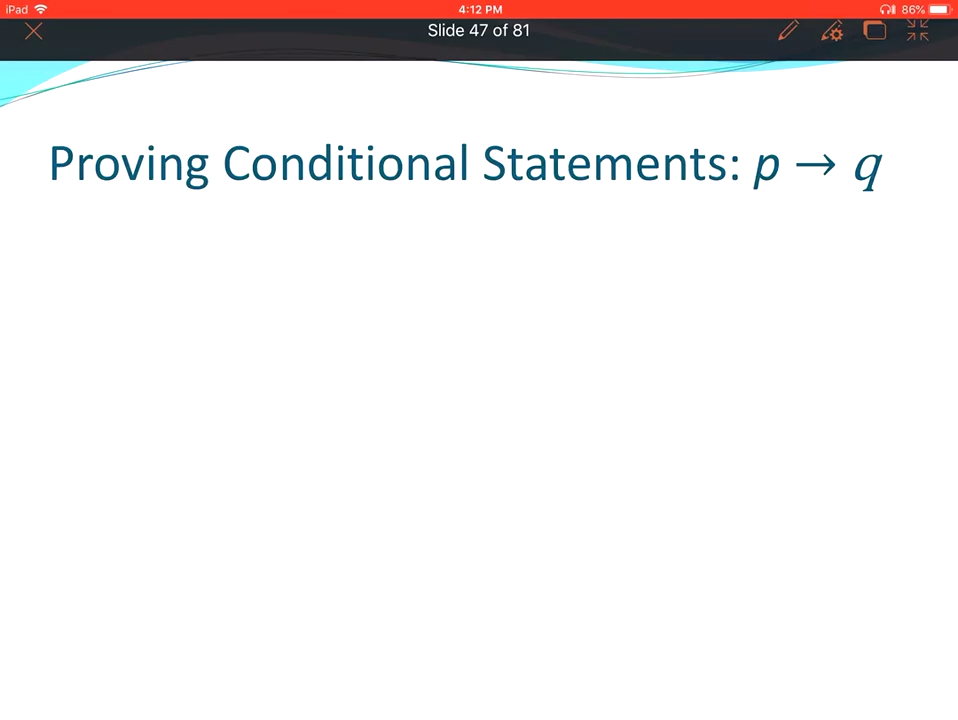 iPad 4:12 PM 86%
Slide 47 of 81
Proving Conditional Statements: p → q